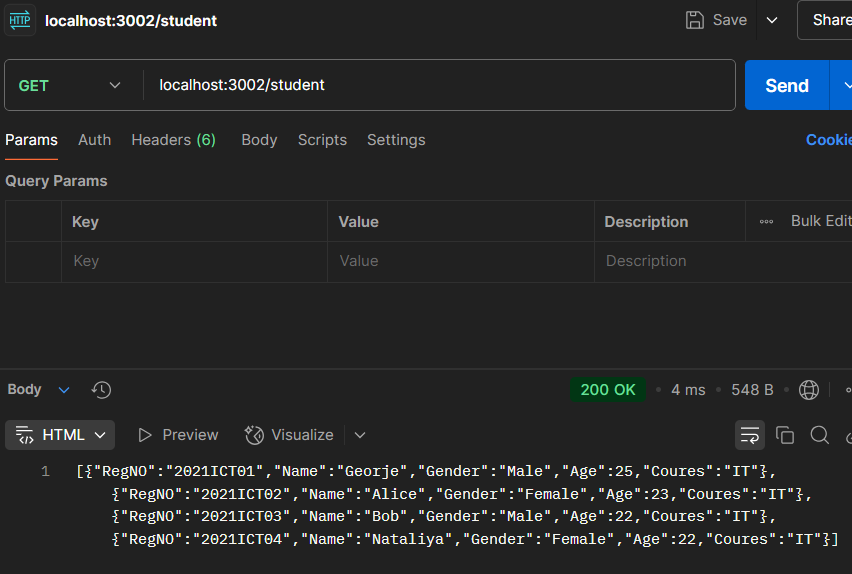 HTTP localhost:3002/student Save Share
GET localhost:3002/student Send
Params Auth Headers (6) Body Scripts Settings Cookie
Query Params
Key Value Description Bulk Edit
Key Value Description
Body 200 OK 4 ms 548 B
HTML Preview Visualize
1 [{"RegNO":"2021ICT01","Name":"Georje","Gender":"Male","Age":25,"Coures":"IT"},
{"RegNO":"2021ICT02","Name":"Alice","Gender":"Female","Age":23,"Coures":"IT"},
{"RegNO":"2021ICT03","Name":"Bob","Gender":"Male","Age":22,"Coures":"IT"},
{"RegNO":"2021ICT04","Name":"Nataliya","Gender":"Female","Age":22,"Coures":"IT"}]